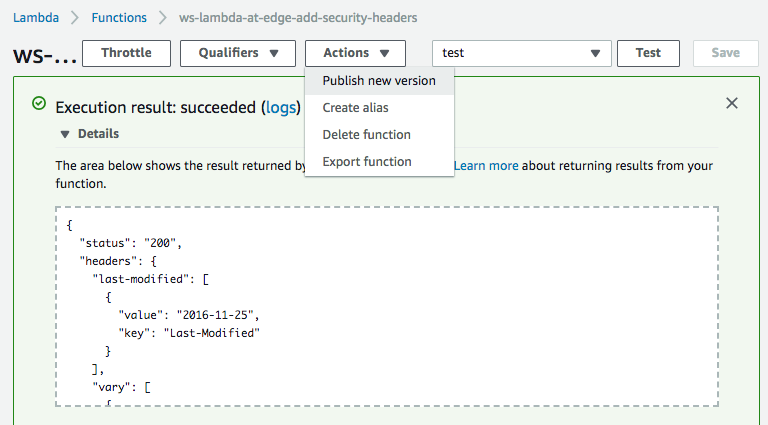 Lambda > Functions > ws-lambda-at-edge-add-security-headers
ws-... Throttle Qualifiers Actions test Test Save
Publish new version
Create alias
Delete function
Export function
Execution result: succeeded (logs)
Details
The area below shows the result returned by Learn more about returning results from your
function.
{
"status": "200",
"headers": {
"last-modified": [
{
"value": "2016-11-25",
"key": "Last-Modified"
}
],
"vary": [
{